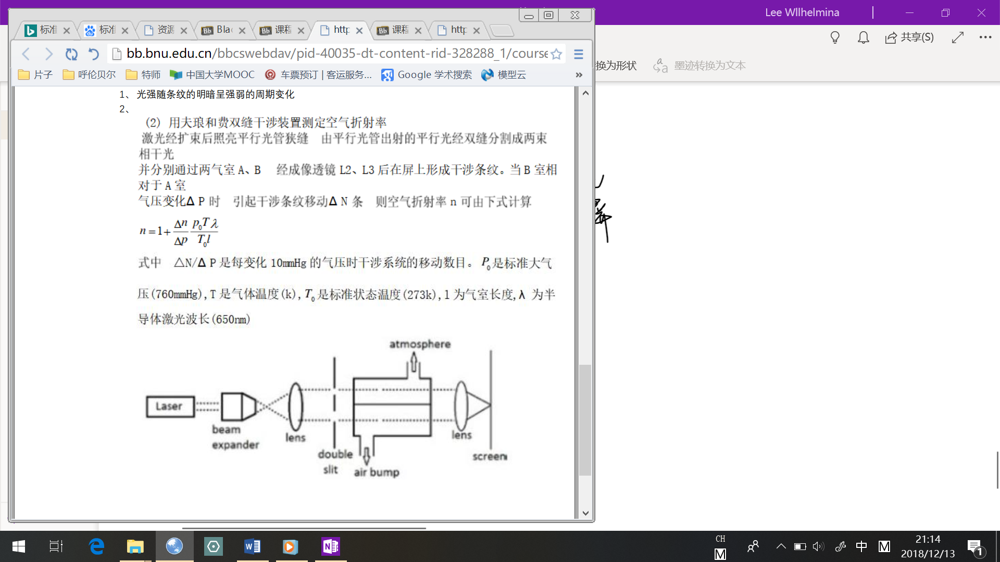 Lee WIlhelmina
标准
标准
资源
Blac
课程
http
课程
http
共享(S)
bb.bnu.edu.cn/bbcswebdav/pid-40035-dt-content-rid-328288_1/course
换为形状
墨迹转换为文本
片子
呼伦贝尔
特师
中国大学MOOC
车票预订 | 客运服务...
Google 学术搜索
模型云
»
1、 光强随条纹的明暗呈强弱的周期变化
2、
(2) 用夫琅和费双缝干涉装置测定空气折射率
激光经扩束后照亮平行光管狭缝 由平行光管出射的平行光经双缝分割成两束
相干光
并分别通过两气室 A、B 经成像透镜 L2、L3 后在屏上形成干涉条纹。当 B 室相
对于 A 室
气压变化Δ P 时 引起干涉条纹移动Δ N 条 则空气折射率 n 可由下式计算
n=1+ Δn/Δp p₀Tλ/T₀l
式中 △N/Δ P 是每变化 10mmHg 的气压时干涉系统的移动数目。P₀是标准大气
压(760mmHg),T 是气体温度(k),T₀是标准状态温度(273k),l 为气室长度,λ 为半
导体激光波长(650nm)
atmosphere
Laser
beam
expander
lens
double
slit
air bump
lens
screen
CH
M
中
M
21:14
2018/12/13
1